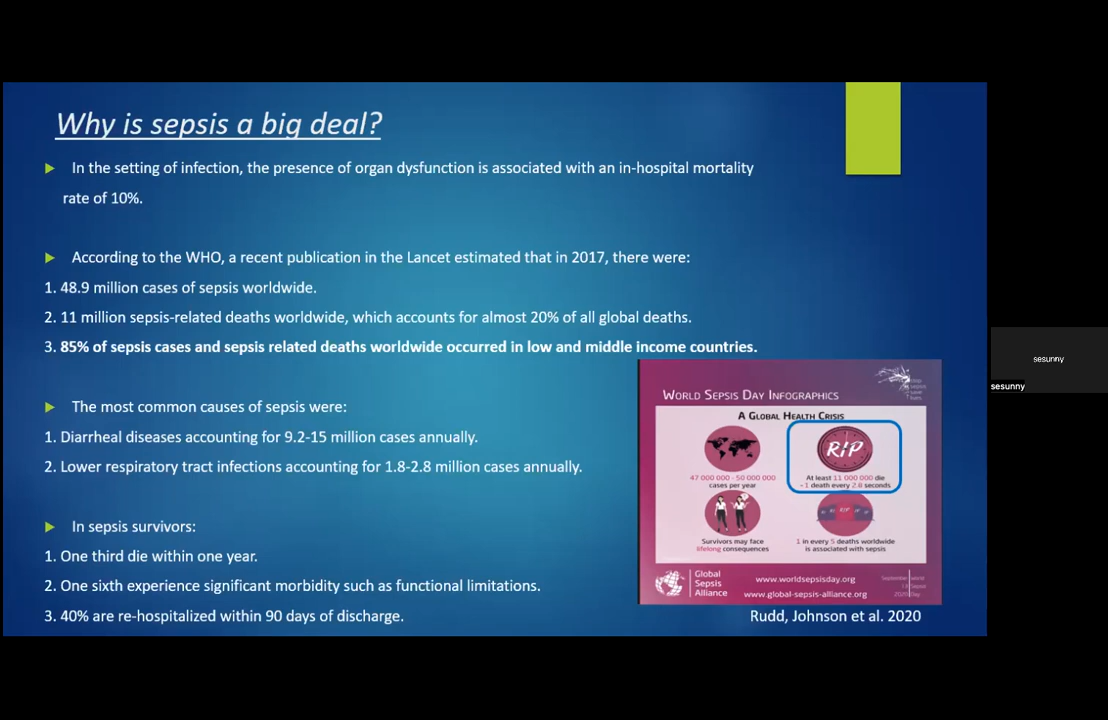 Why is sepsis a big deal?
In the setting of infection, the presence of organ dysfunction is associated with an in-hospital mortality
rate of 10%.
According to the WHO, a recent publication in the Lancet estimated that in 2017, there were:
1. 48.9 million cases of sepsis worldwide.
2. 11 million sepsis-related deaths worldwide, which accounts for almost 20% of all global deaths.
3. 85% of sepsis cases and sepsis related deaths worldwide occurred in low and middle income countries.
The most common causes of sepsis were:
1. Diarrheal diseases accounting for 9.2-15 million cases annually.
2. Lower respiratory tract infections accounting for 1.8-2.8 million cases annually.
In sepsis survivors:
1. One third die within one year.
2. One sixth experience significant morbidity such as functional limitations.
3. 40% are re-hospitalized within 90 days of discharge.
World Sepsis Day Infographics
A Global Health Crisis
RIP
47 000 000 - 50 000 000
cases per year
At least 11 000 000 die
- 1 death every 2.8 seconds
RIP
Survivors may face
lifelong consequences
1 in every 5 deaths worldwide
is associated with sepsis
Global
Sepsis
Alliance
www.worldsepsisday.org
www.global-sepsis-alliance.org
Rudd, Johnson et al. 2020
sesunny
sesunny